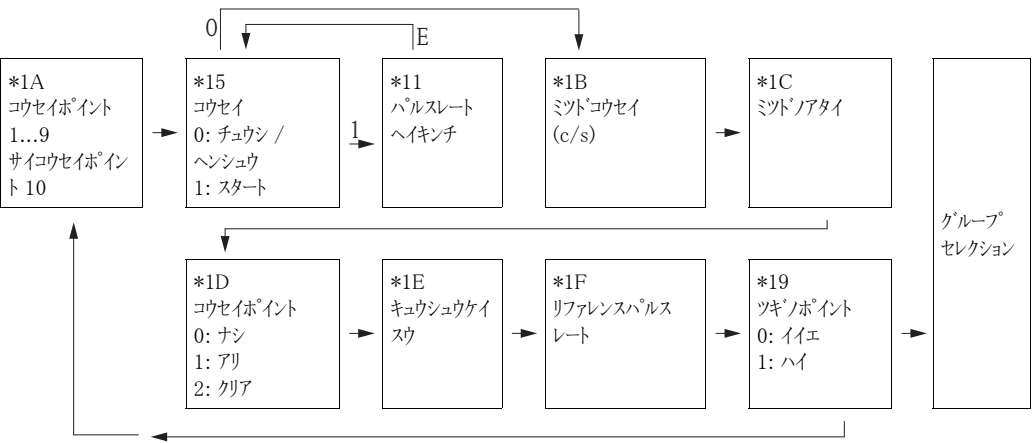 0
E
*1A
コウセイポイント
1...9
サイコウセイポイン
ト 10
*15
コウセイ
0: チュウシ /
ヘンシュウ
1: スタート
1
*11
パルスレート
ヘイキンチ
*1B
ミツドコウセイ
(c/s)
*1C
ミツドノアタイ
グループ
セレクション
*1D
コウセイポイント
0: ナシ
1: アリ
2: クリア
*1E
キュウシュウケイ
スウ
*1F
リファレンスパルス
レート
*19
ツギノポイント
0: イイエ
1: ハイ